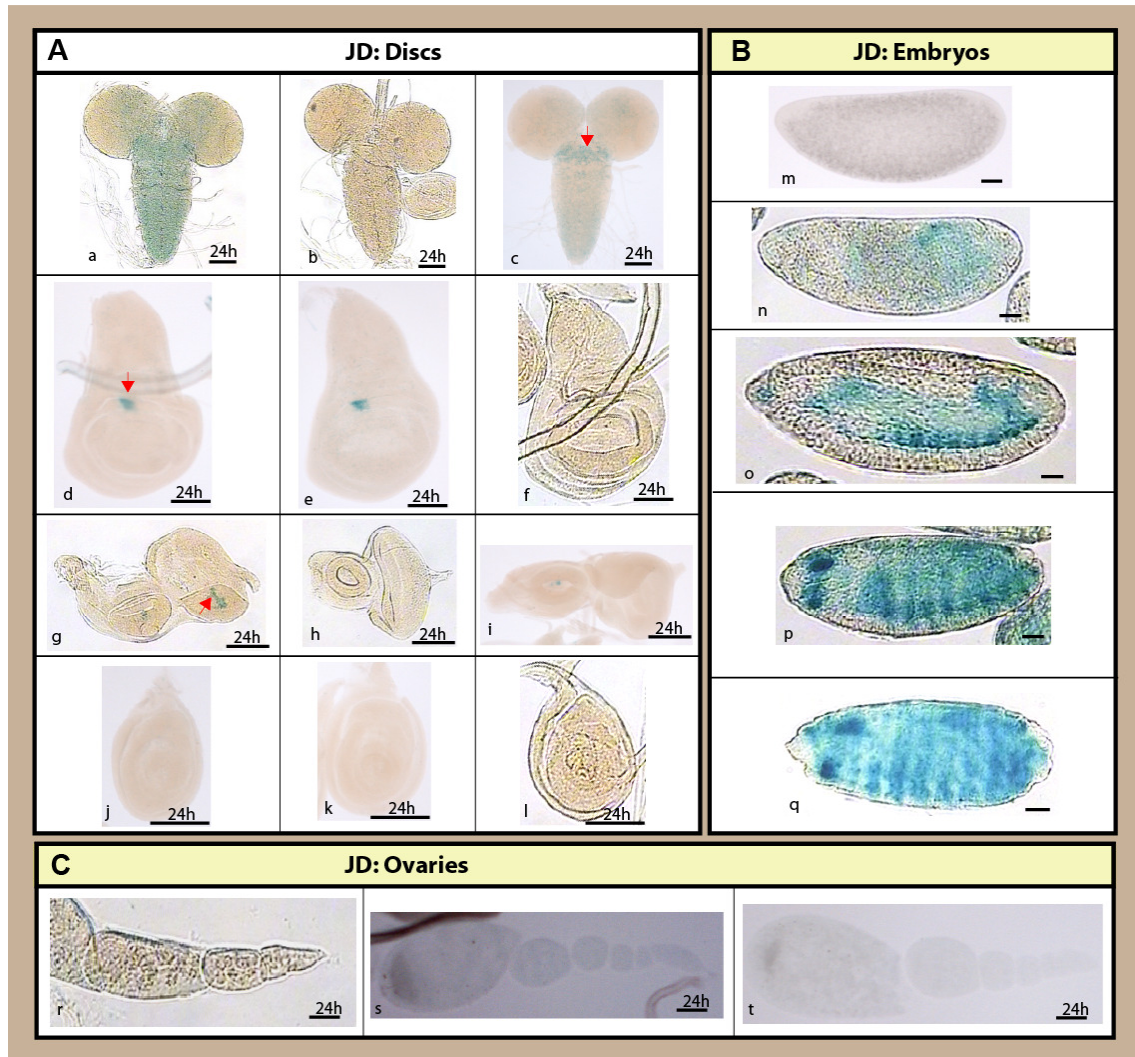 A JD: Discs
a 24h
b 24h
c 24h
d 24h
e 24h
f 24h
g 24h
h 24h
i 24h
j 24h
k 24h
l 24h
B JD: Embryos
m
n
o
p
q
C JD: Ovaries
r 24h
s 24h
t 24h